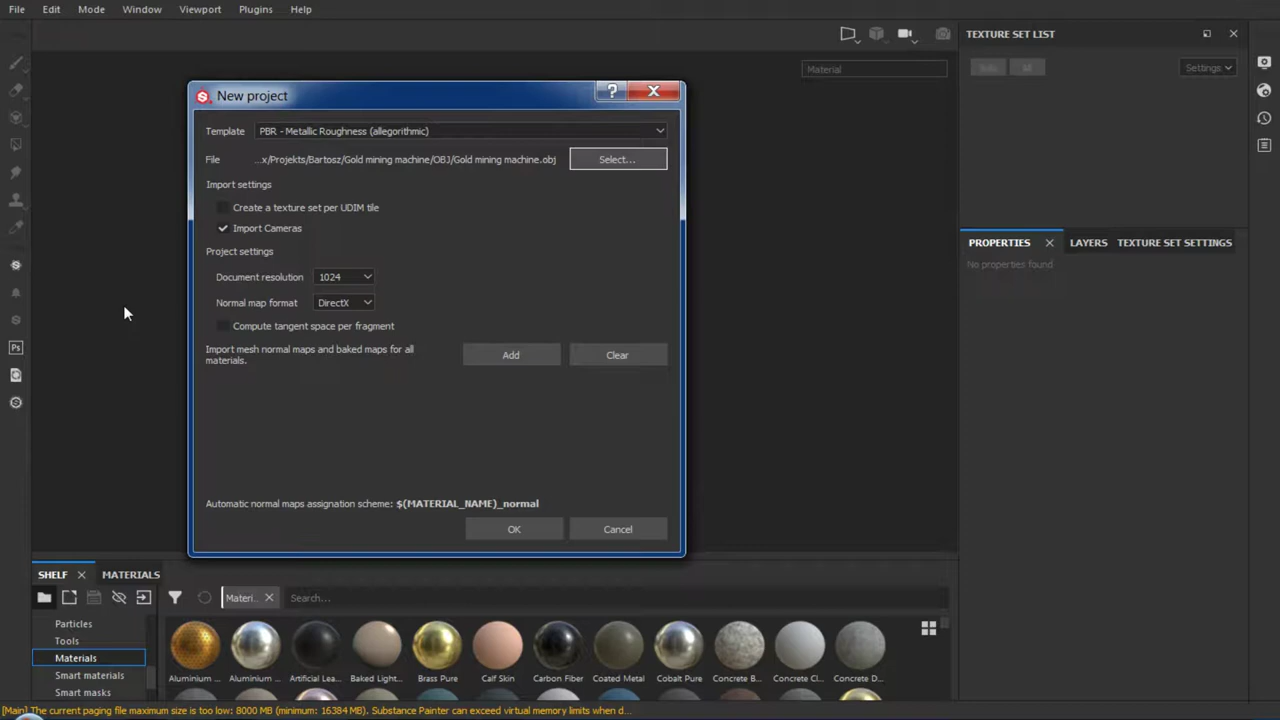 File Edit Mode Window Viewport Plugins Help
TEXTURE SET LIST
Material
Settings
New project
Template PBR - Metallic Roughness (allegorithmic)
File ...x/Projekts/Bartosz/Gold mining machine/OBJ/Gold mining machine.obj Select...
Import settings
Create a texture set per UDIM tile
Import Cameras
Project settings
Document resolution 1024
Normal map format DirectX
Compute tangent space per fragment
Import mesh normal maps and baked maps for all
materials.
Add Clear
Automatic normal maps assignation scheme: $(MATERIAL_NAME)_normal
OK Cancel
PROPERTIES LAYERS TEXTURE SET SETTINGS
No properties found
Ps
SHELF MATERIALS
Materi... Search...
Particles
Tools
Materials
Smart materials
Smart masks
Aluminium ... Aluminium ... Artificial Lea... Baked Light... Brass Pure Calf Skin Carbon Fiber Coated Metal Cobalt Pure Concrete B... Concrete Cl... Concrete D...
[Main] The current paging file maximum size is too low: 8000 MB (minimum: 16384 MB). Substance Painter can exceed virtual memory limits when d...